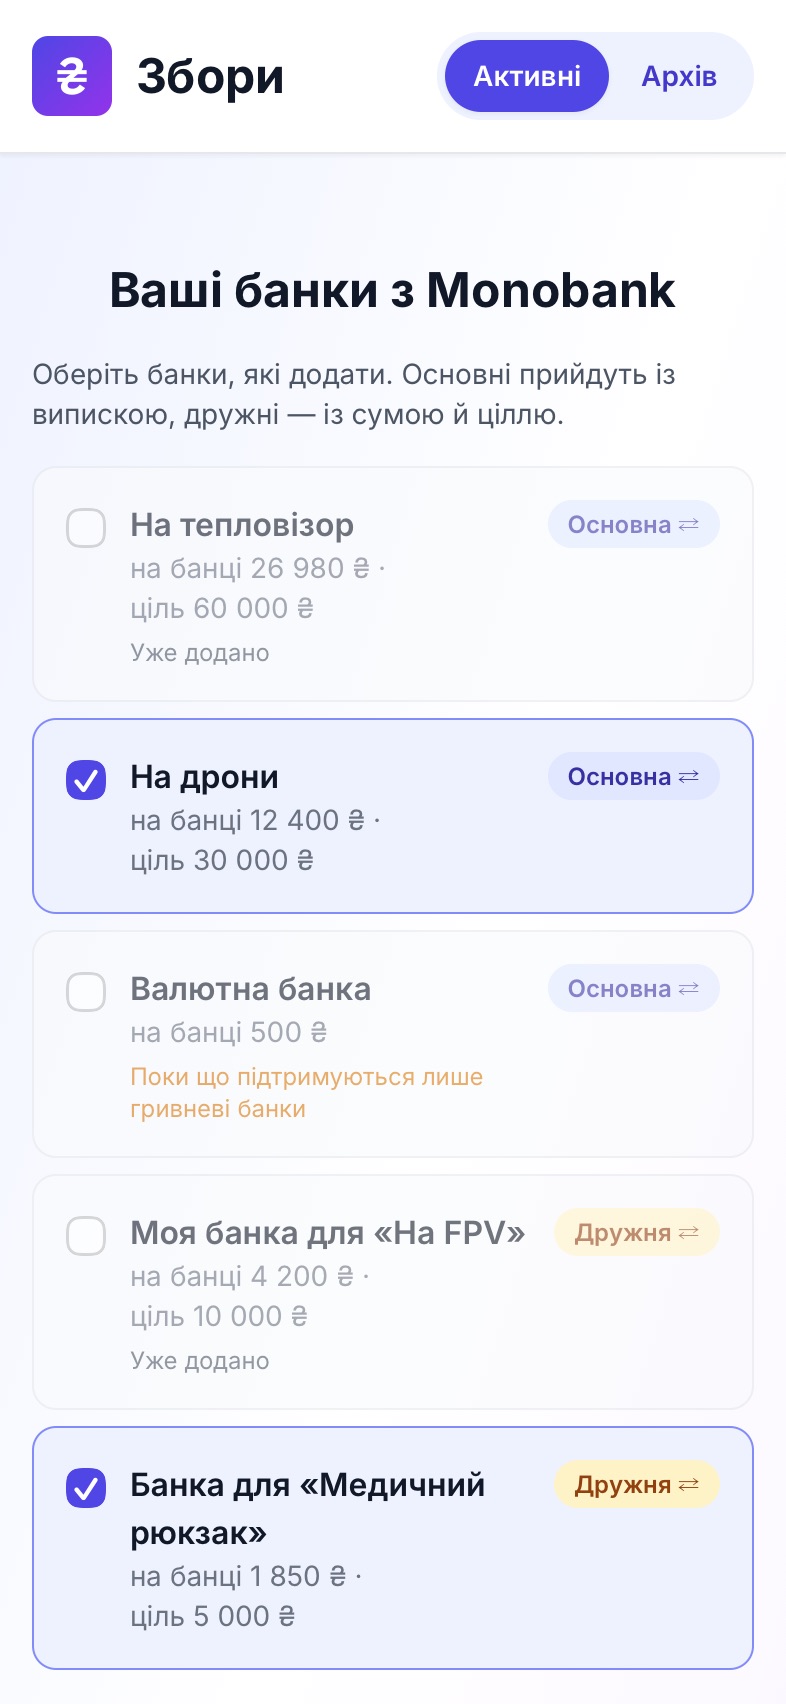 ₴ Збори Активні Архів
Ваші банки з Monobank
Оберіть банки, які додати. Основні прийдуть із
випискою, дружні — із сумою й ціллю.
На тепловізор Основна ⇄
на банці 26 980 ₴ ·
ціль 60 000 ₴
Уже додано
На дрони Основна ⇄
на банці 12 400 ₴ ·
ціль 30 000 ₴
Валютна банка Основна ⇄
на банці 500 ₴
Поки що підтримуються лише
гривневі банки
Моя банка для «На FPV» Дружня ⇄
на банці 4 200 ₴ ·
ціль 10 000 ₴
Уже додано
Банка для «Медичний Дружня ⇄
рюкзак»
на банці 1 850 ₴ ·
ціль 5 000 ₴